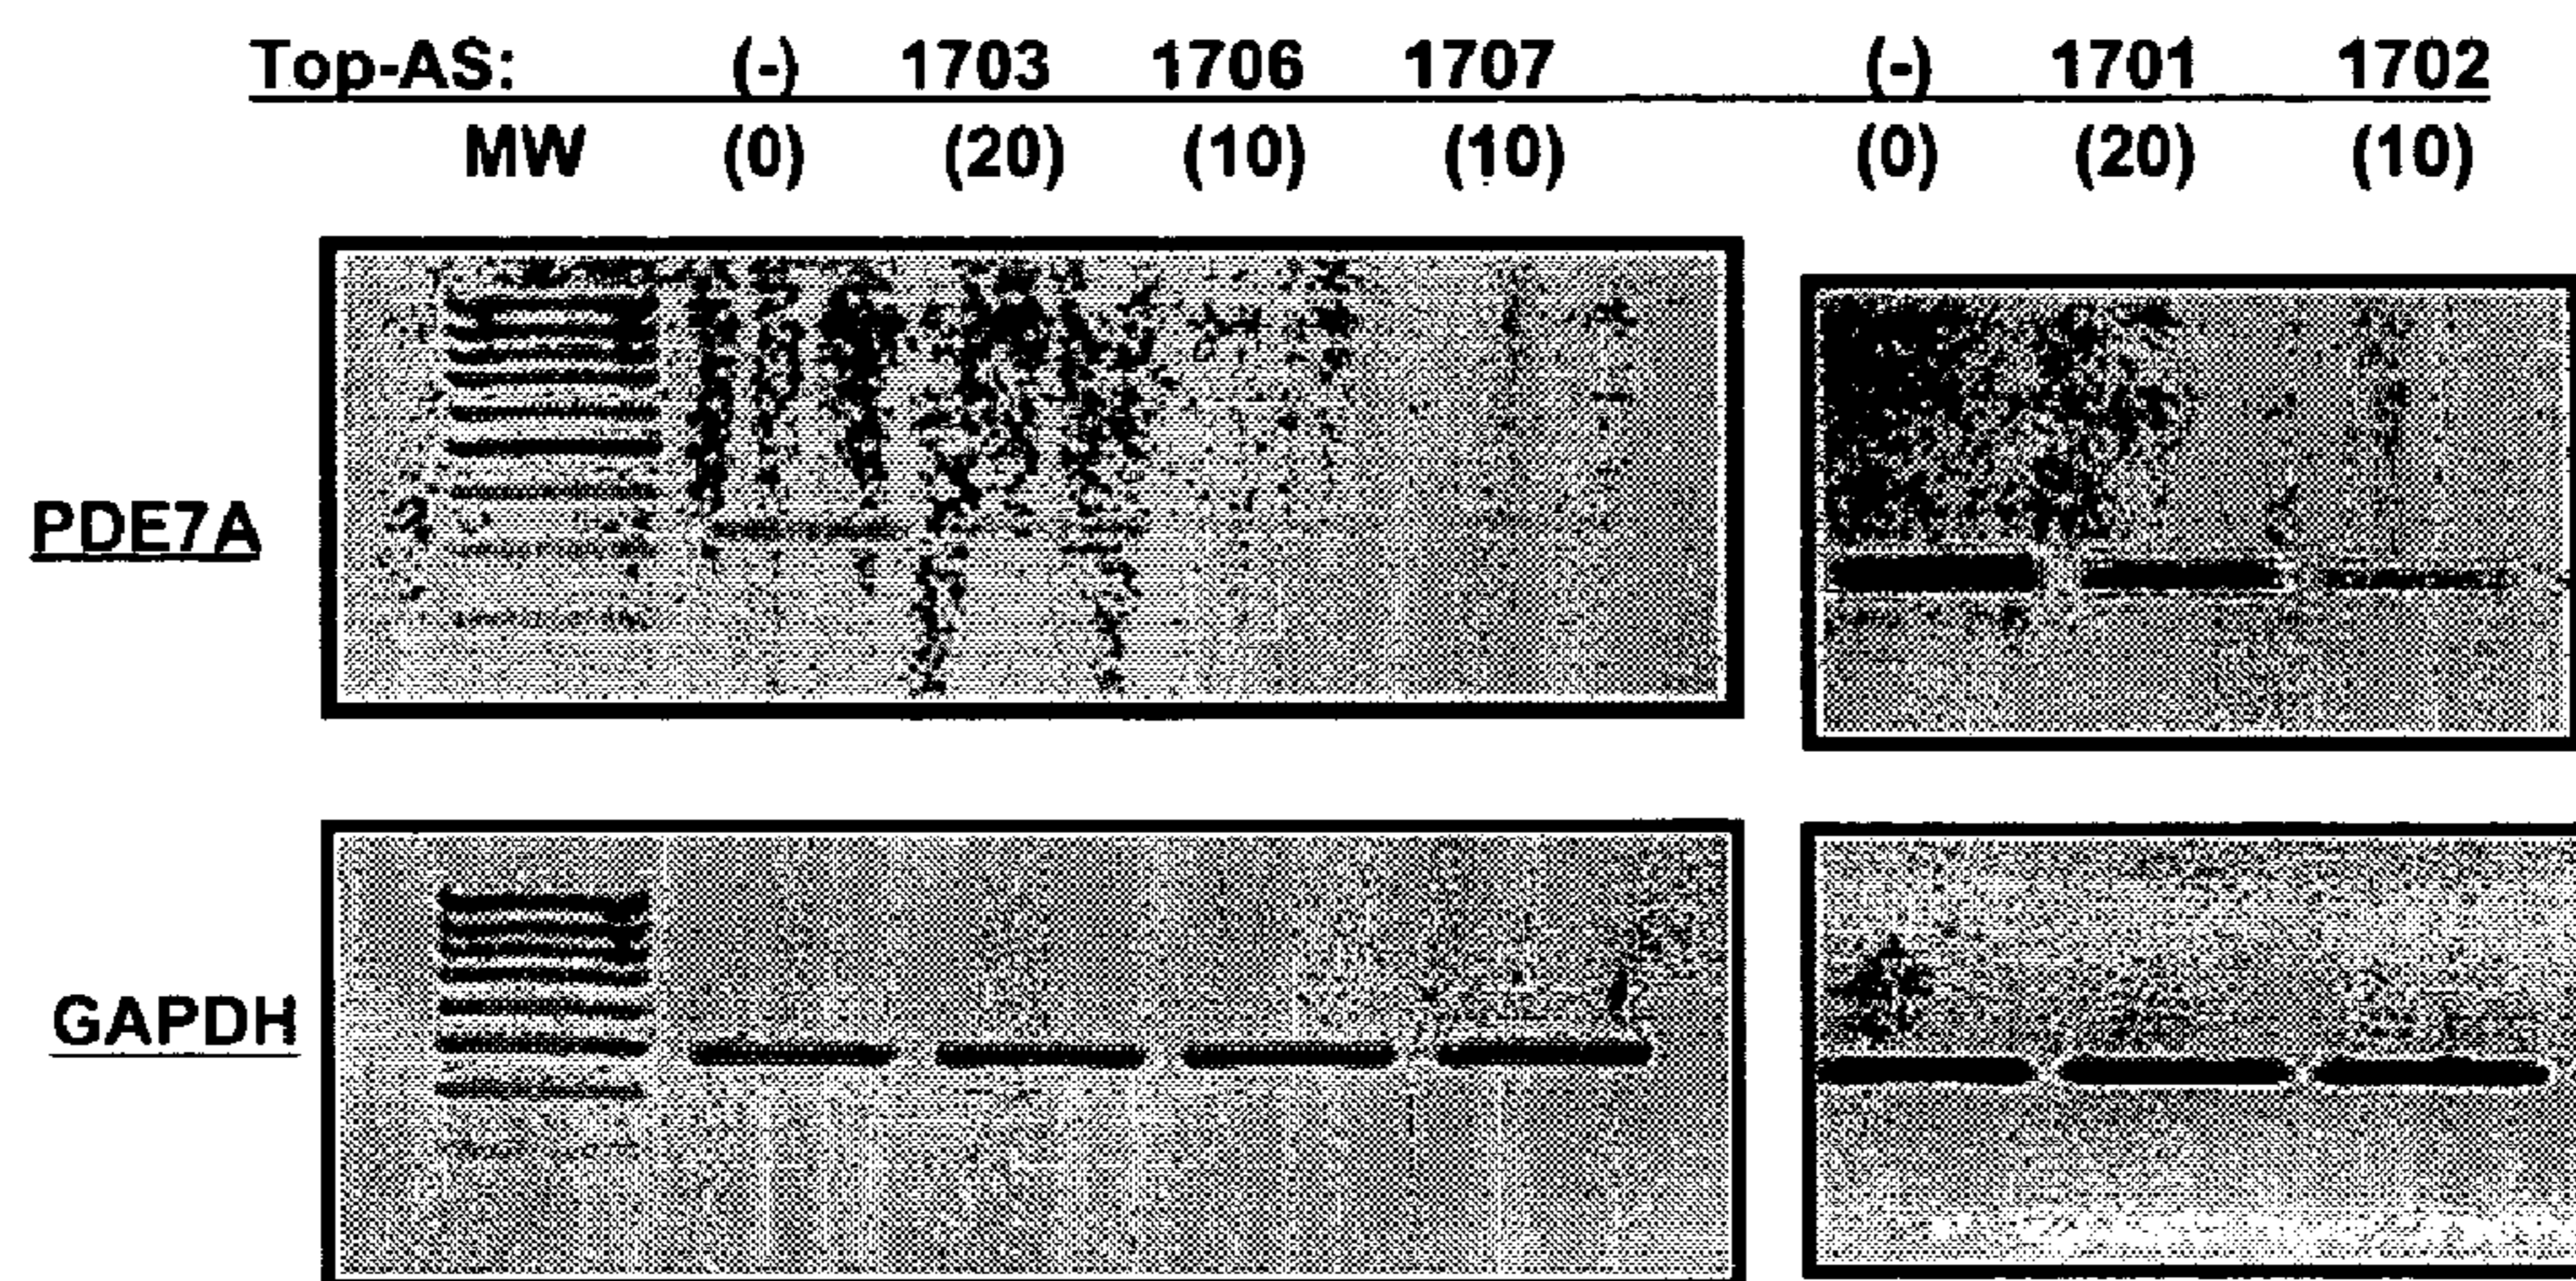 Top-AS: (-) 1703 1706 1707 (-) 1701 1702
MW (0) (20) (10) (10) (0) (20) (10)
PDE7A
GAPDH